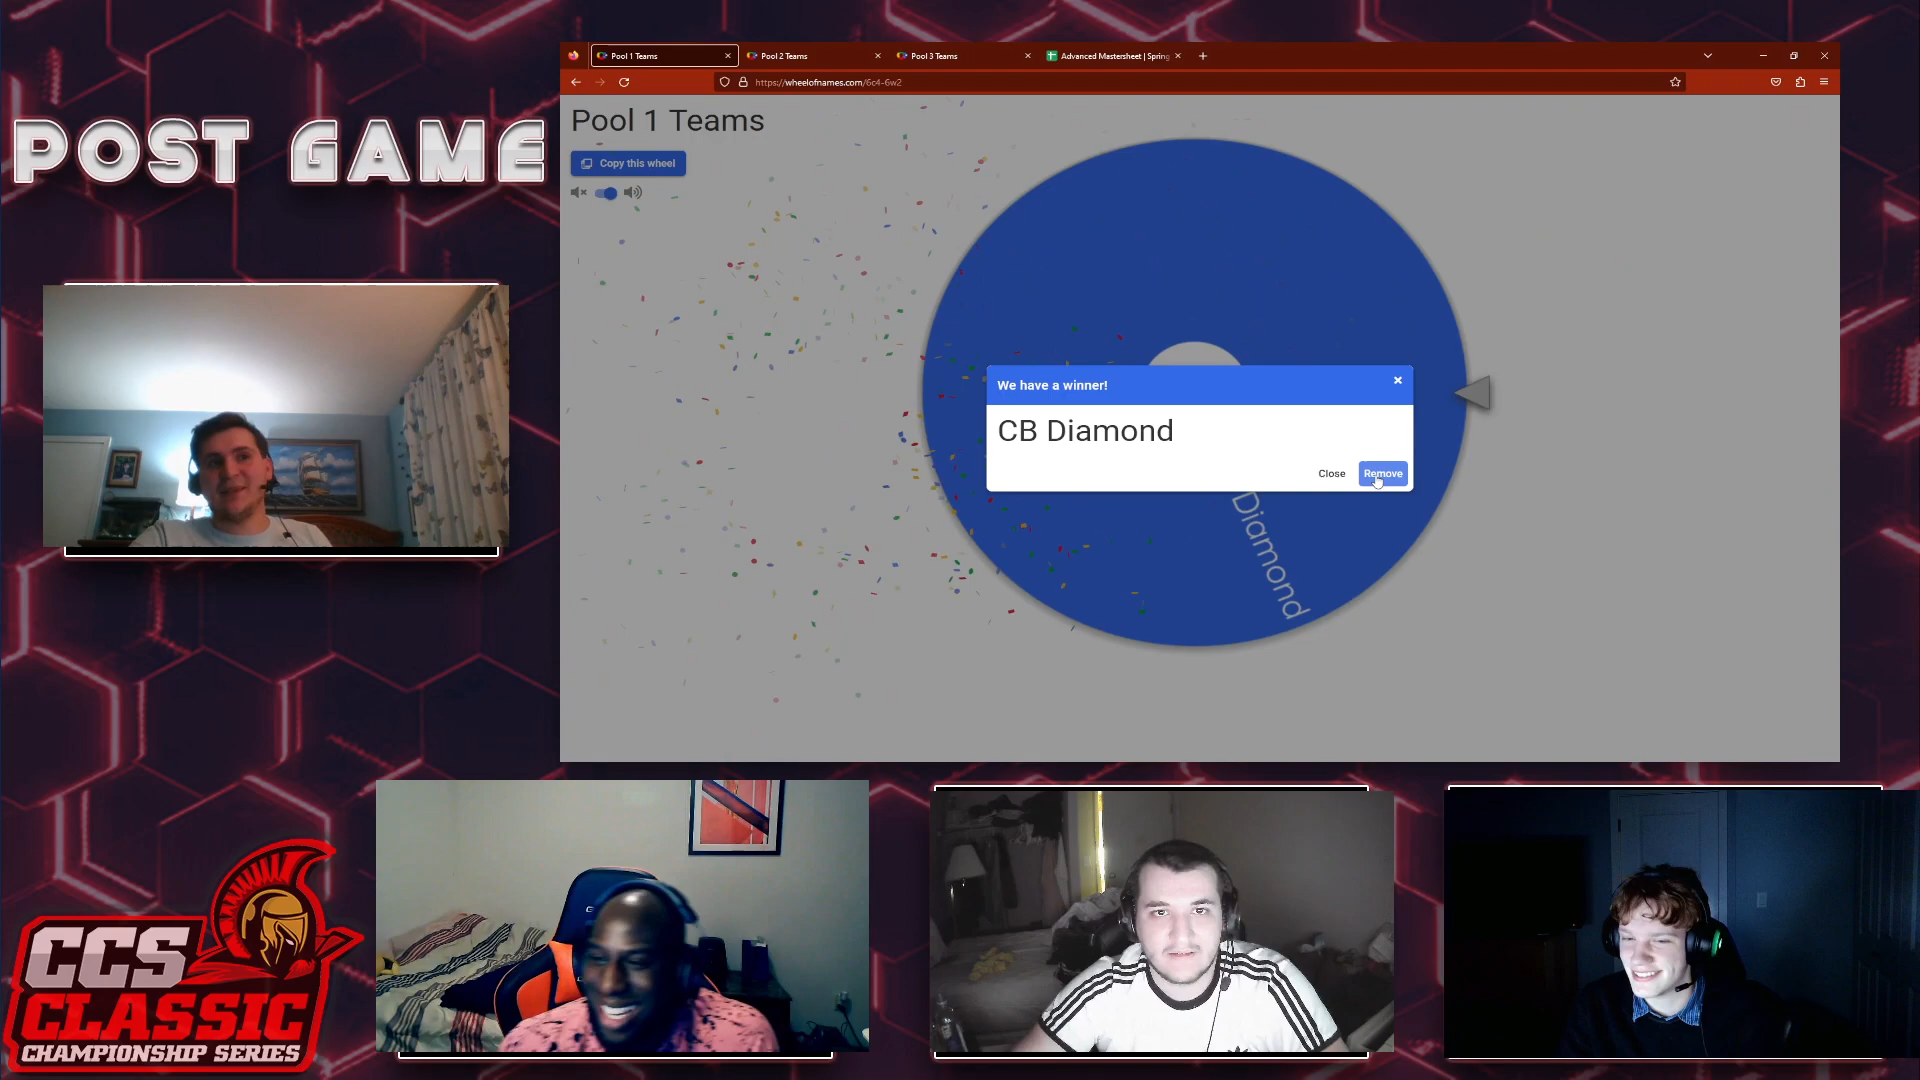 Pool 1 Teams
Pool 2 Teams
Pool 3 Teams
Advanced Mastersheet | Spring
https://wheelofnames.com/6c4-6w2
POST GAME
Pool 1 Teams
Copy this wheel
We have a winner!
CB Diamond
Close
Remove
Diamond
CCS
CLASSIC
CHAMPIONSHIP SERIES